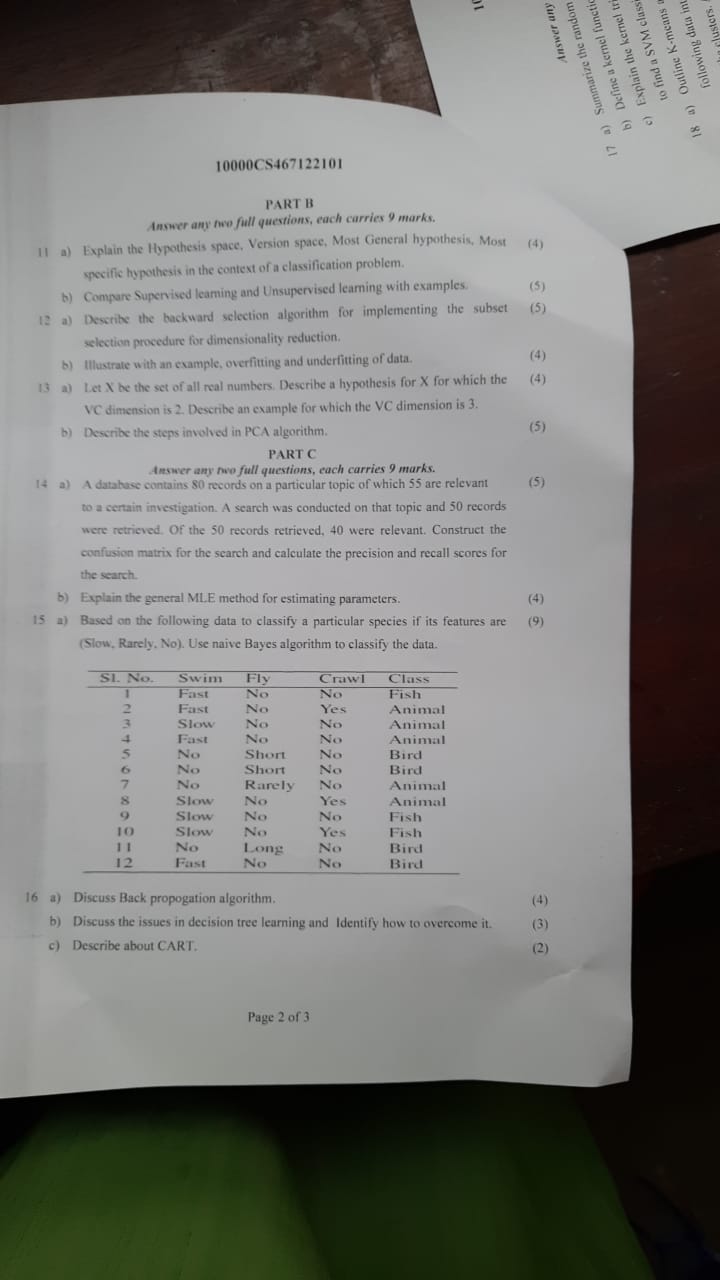 10000CS467122101
PART B
Answer any two full questions, each carries 9 marks.
11 a) Explain the Hypothesis space, Version space, Most General hypothesis, Most (4)
specific hypothesis in the context of a classification problem.
b) Compare Supervised learning and Unsupervised learning with examples. (5)
12 a) Describe the backward selection algorithm for implementing the subset (5)
selection procedure for dimensionality reduction.
b) Illustrate with an example, overfitting and underfitting of data. (4)
13 a) Let X be the set of all real numbers. Describe a hypothesis for X for which the (4)
VC dimension is 2. Describe an example for which the VC dimension is 3.
b) Describe the steps involved in PCA algorithm. (5)
PART C
Answer any two full questions, each carries 9 marks.
14 a) A database contains 80 records on a particular topic of which 55 are relevant (5)
to a certain investigation. A search was conducted on that topic and 50 records
were retrieved. Of the 50 records retrieved, 40 were relevant. Construct the
confusion matrix for the search and calculate the precision and recall scores for
the search.
b) Explain the general MLE method for estimating parameters. (4)
15 a) Based on the following data to classify a particular species if its features are (9)
(Slow, Rarely, No). Use naive Bayes algorithm to classify the data.
Sl. No. Swim Fly Crawl Class
1 Fast No No Fish
2 Fast No Yes Animal
3 Slow No No Animal
4 Fast No No Animal
5 No Short No Bird
6 No Short No Bird
7 No Rarely No Animal
8 Slow No Yes Animal
9 Slow No No Fish
10 Slow No Yes Fish
11 No Long No Bird
12 Fast No No Bird
16 a) Discuss Back propogation algorithm. (4)
b) Discuss the issues in decision tree learning and Identify how to overcome it. (3)
c) Describe about CART. (2)
Page 2 of 3
Answer any
17 a) Summarize the random
b) Define a kernel
Explain the kernel
c) Explain a SVM
to find a SVM
18 a) Outline K-means
following data
clusters.